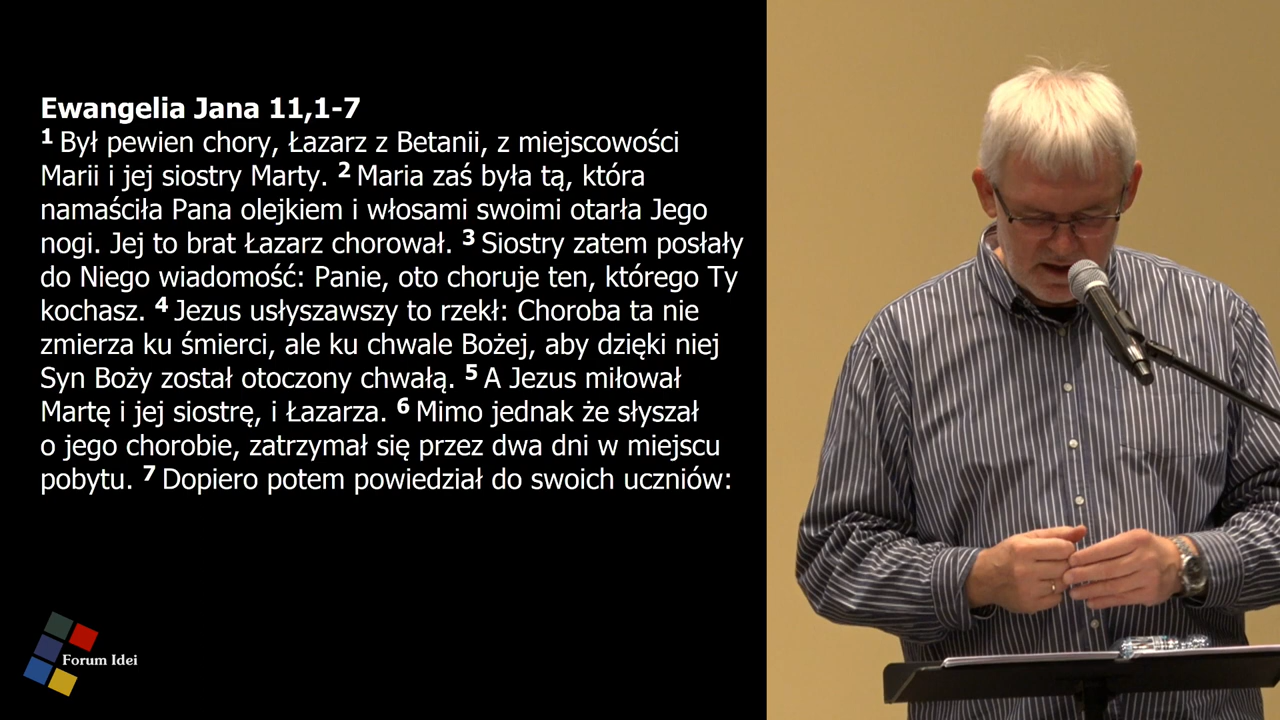 Ewangelia Jana 11,1-7
1 Był pewien chory, Łazarz z Betanii, z miejscowości
Marii i jej siostry Marty. 2 Maria zaś była tą, która
namaściła Pana olejkiem i włosami swoimi otarła Jego
nogi. Jej to brat Łazarz chorował. 3 Siostry zatem posłały
do Niego wiadomość: Panie, oto choruje ten, którego Ty
kochasz. 4 Jezus usłyszawszy to rzekł: Choroba ta nie
zmierza ku śmierci, ale ku chwale Bożej, aby dzięki niej
Syn Boży został otoczony chwałą. 5 A Jezus miłował
Martę i jej siostrę, i Łazarza. 6 Mimo jednak że słyszał
o jego chorobie, zatrzymał się przez dwa dni w miejscu
pobytu. 7 Dopiero potem powiedział do swoich uczniów:
Forum Idei